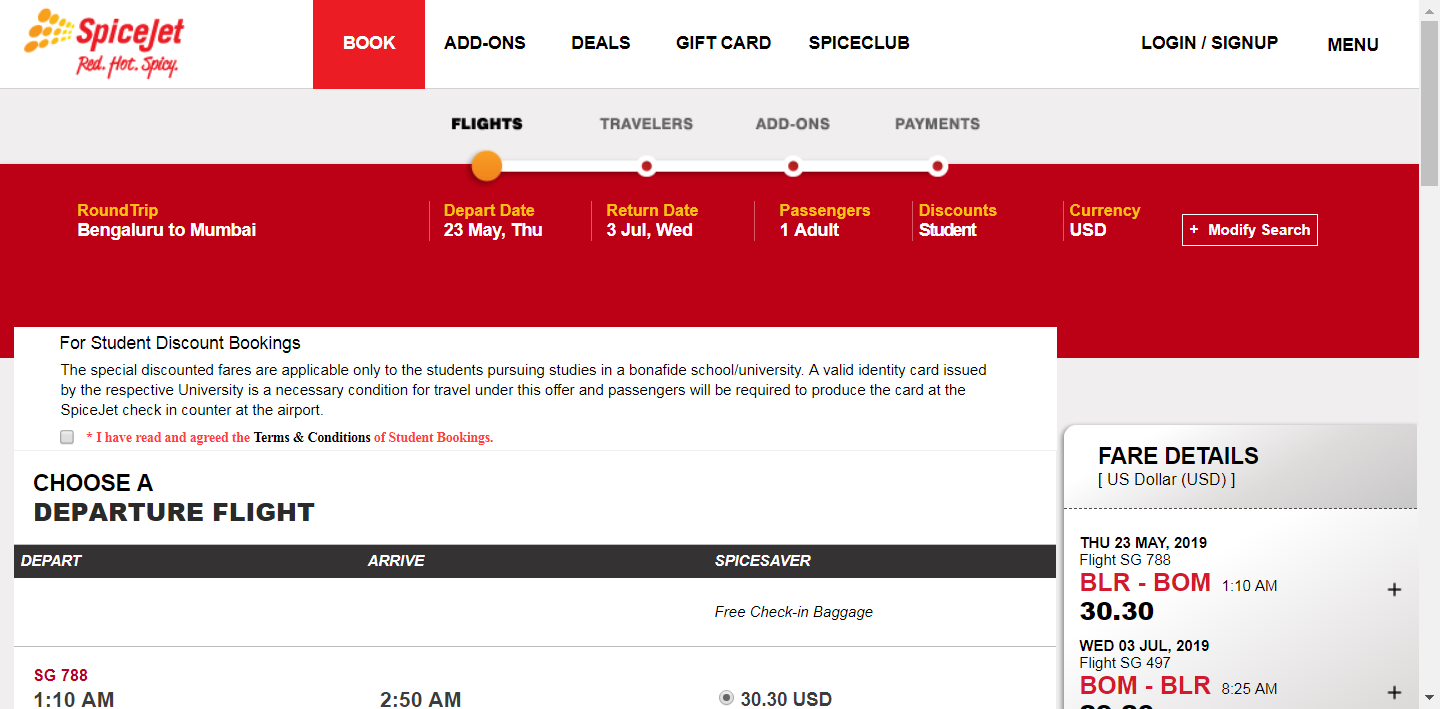 SpiceJet
Red. Hot. Spicy.
BOOK
ADD-ONS
DEALS
GIFT CARD
SPICECLUB
LOGIN / SIGNUP
MENU
FLIGHTS
TRAVELERS
ADD-ONS
PAYMENTS
RoundTrip
Bengaluru to Mumbai
Depart Date
23 May, Thu
Return Date
3 Jul, Wed
Passengers
1 Adult
Discounts
Student
Currency
USD
+ Modify Search
For Student Discount Bookings
The special discounted fares are applicable only to the students pursuing studies in a bonafide school/university. A valid identity card issued
by the respective University is a necessary condition for travel under this offer and passengers will be required to produce the card at the
SpiceJet check in counter at the airport.
* I have read and agreed the Terms & Conditions of Student Bookings.
CHOOSE A
DEPARTURE FLIGHT
DEPART
ARRIVE
SPICESAVER
Free Check-in Baggage
SG 788
1:10 AM
2:50 AM
30.30 USD
FARE DETAILS
[ US Dollar (USD) ]
THU 23 MAY, 2019
Flight SG 788
BLR - BOM 1:10 AM
+
30.30
WED 03 JUL, 2019
Flight SG 497
BOM - BLR 8:25 AM
+